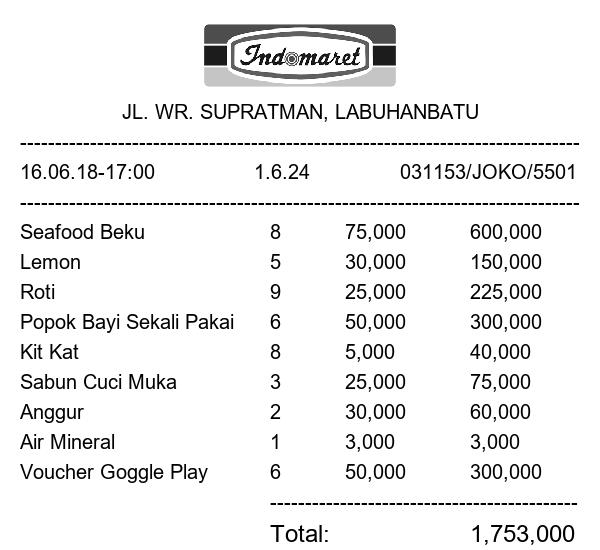 Indomaret
JL. WR. SUPRATMAN, LABUHANBATU
--------------------------------------------------------------------------------
16.06.18-17:00 1.6.24 031153/JOKO/5501
--------------------------------------------------------------------------------
Seafood Beku 8 75,000 600,000
Lemon 5 30,000 150,000
Roti 9 25,000 225,000
Popok Bayi Sekali Pakai 6 50,000 300,000
Kit Kat 8 5,000 40,000
Sabun Cuci Muka 3 25,000 75,000
Anggur 2 30,000 60,000
Air Mineral 1 3,000 3,000
Voucher Goggle Play 6 50,000 300,000
--------------------------------------------
Total: 1,753,000